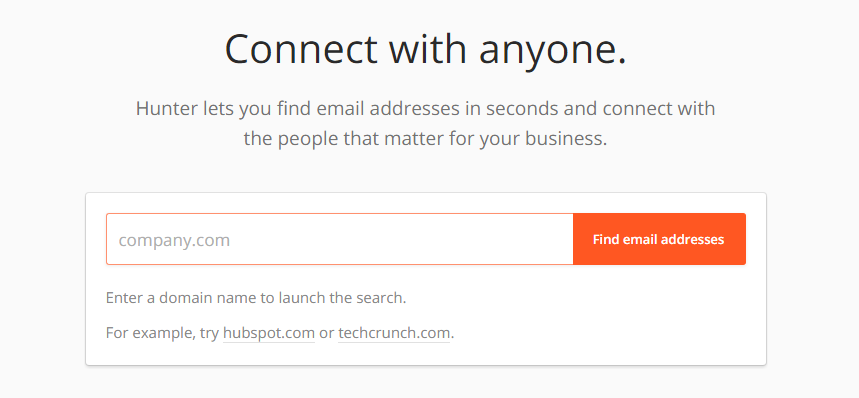 Connect with anyone.
Hunter lets you find email addresses in seconds and connect with
the people that matter for your business.
company.com
Find email addresses
Enter a domain name to launch the search.
For example, try hubspot.com or techcrunch.com.